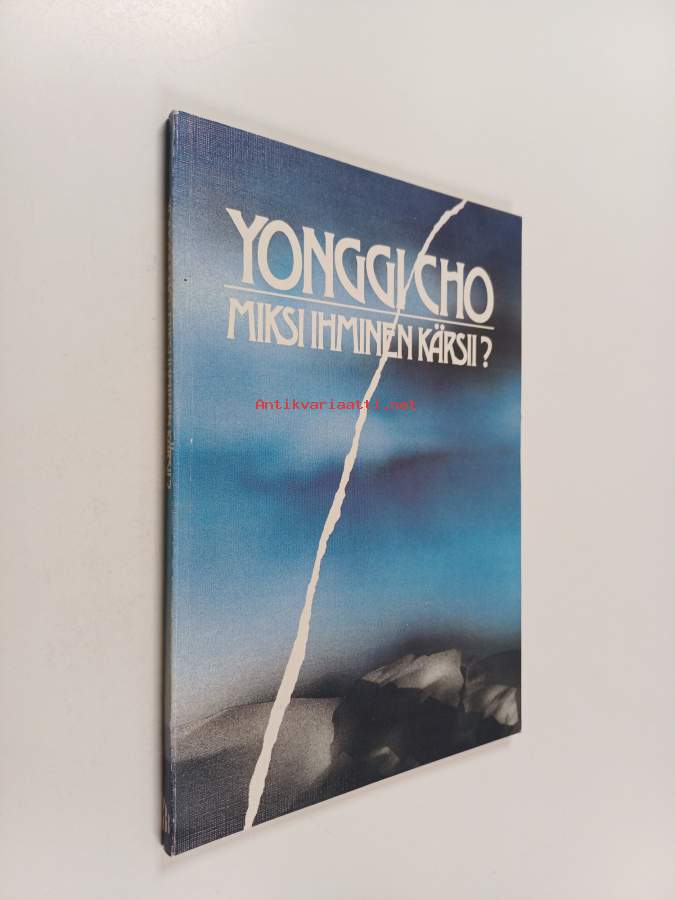 YONGGI CHO
MIKSI IHMINEN KÄRSII?
Antikvariaatti.net